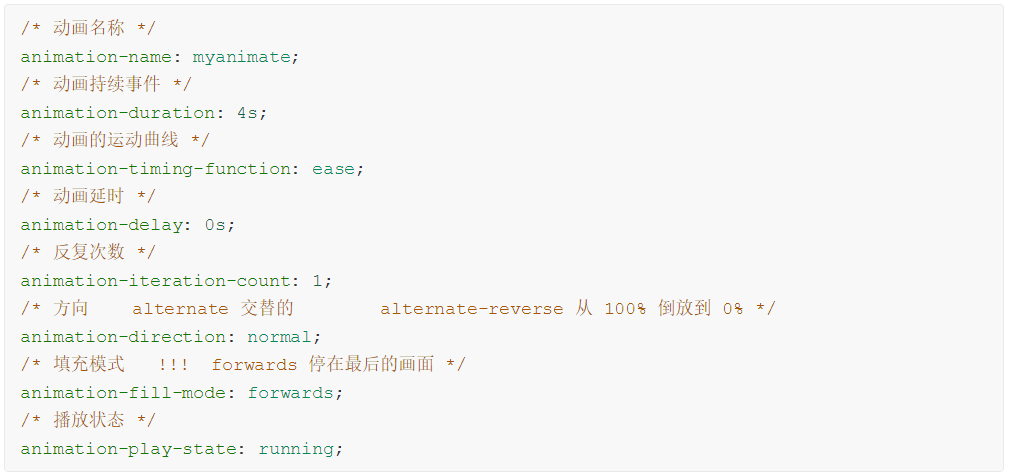 /* 动画名称 */
animation-name: myanimate;
/* 动画持续事件 */
animation-duration: 4s;
/* 动画的运动曲线 */
animation-timing-function: ease;
/* 动画延时 */
animation-delay: 0s;
/* 反复次数 */
animation-iteration-count: 1;
/* 方向    alternate 交替的        alternate-reverse 从 100% 倒放到 0% */
animation-direction: normal;
/* 填充模式   !!!  forwards 停在最后的画面 */
animation-fill-mode: forwards;
/* 播放状态 */
animation-play-state: running;